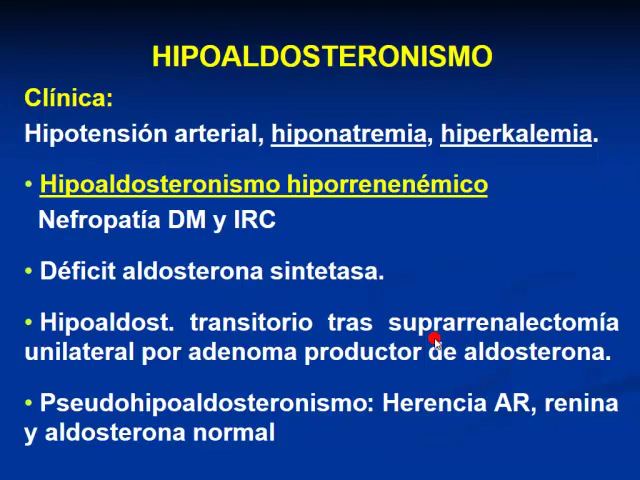 HIPOALDOSTERONISMO
Clínica:
Hipotensión arterial, hiponatremia, hiperkalemia.
• Hipoaldosteronismo hiporrenenémico
Nefropatía DM y IRC
• Déficit aldosterona sintetasa.
• Hipoaldost. transitorio tras suprarrenalectomía
unilateral por adenoma productor de aldosterona.
• Pseudohipoaldosteronismo: Herencia AR, renina
y aldosterona normal